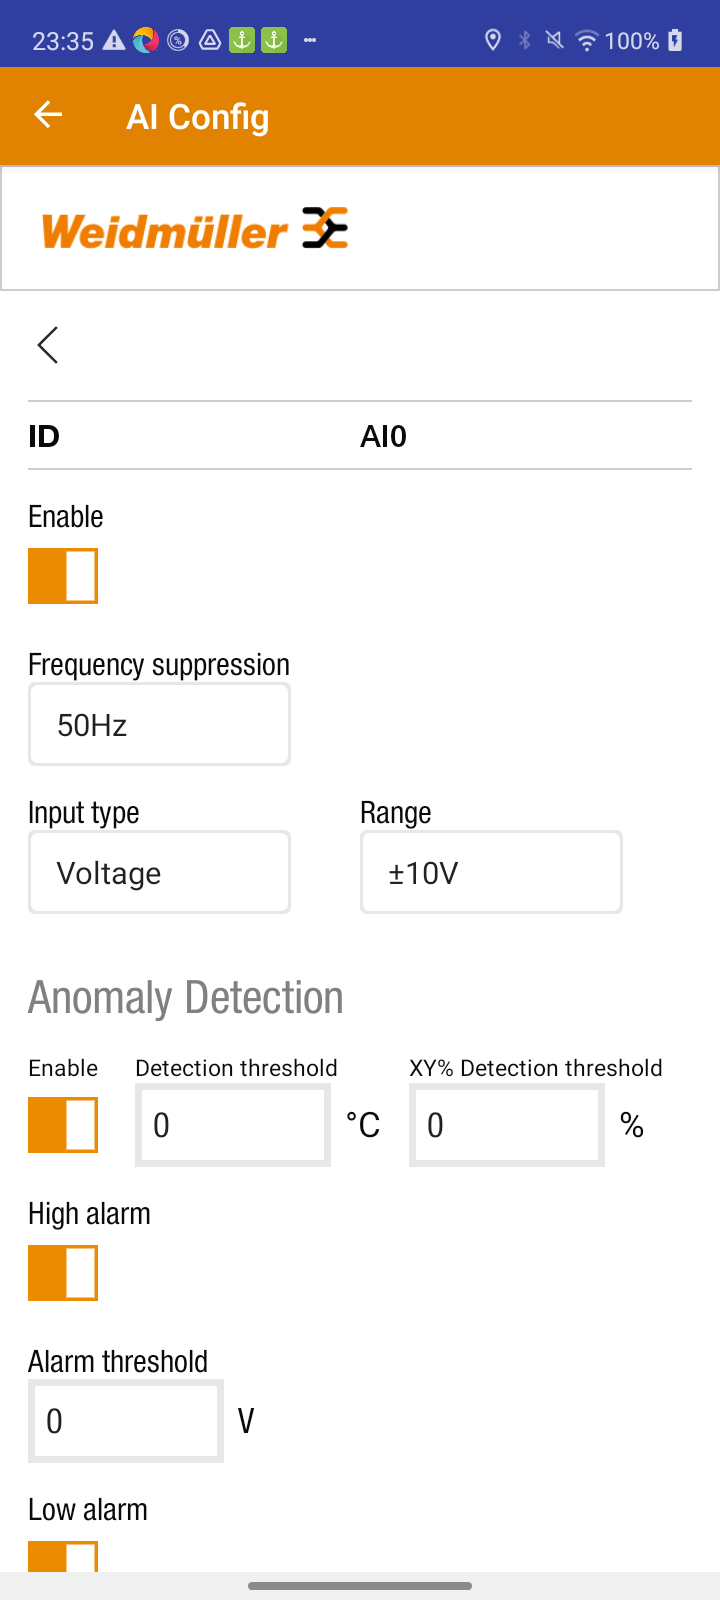 23:35 100%
AI Config
Weidmüller
ID AI0
Enable
Frequency suppression
50Hz
Input type Range
Voltage ±10V
Anomaly Detection
Enable Detection threshold XY% Detection threshold
0 °C 0 %
High alarm
Alarm threshold
0 V
Low alarm